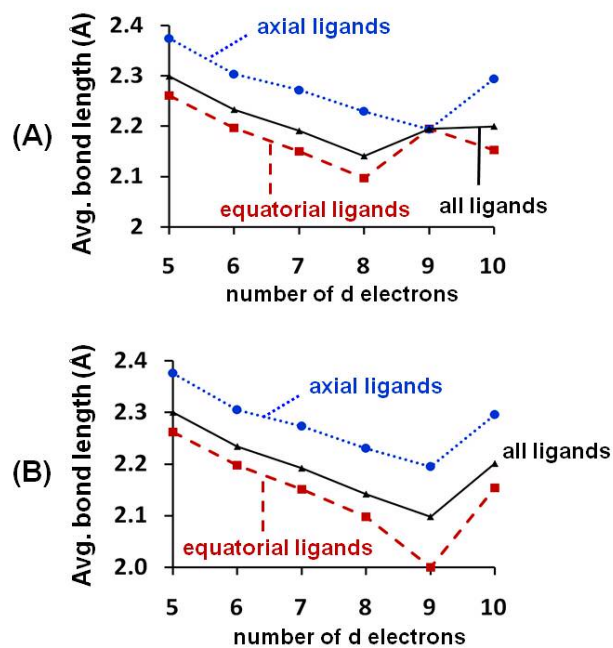 (A)
Avg. bond length (Å)
2.4
2.3
2.2
2.1
2
axial ligands
equatorial ligands
all ligands
5 6 7 8 9 10
number of d electrons
(B)
Avg. bond length (Å)
2.4
2.3
2.2
2.1
2.0
axial ligands
all ligands
equatorial ligands
5 6 7 8 9 10
number of d electrons